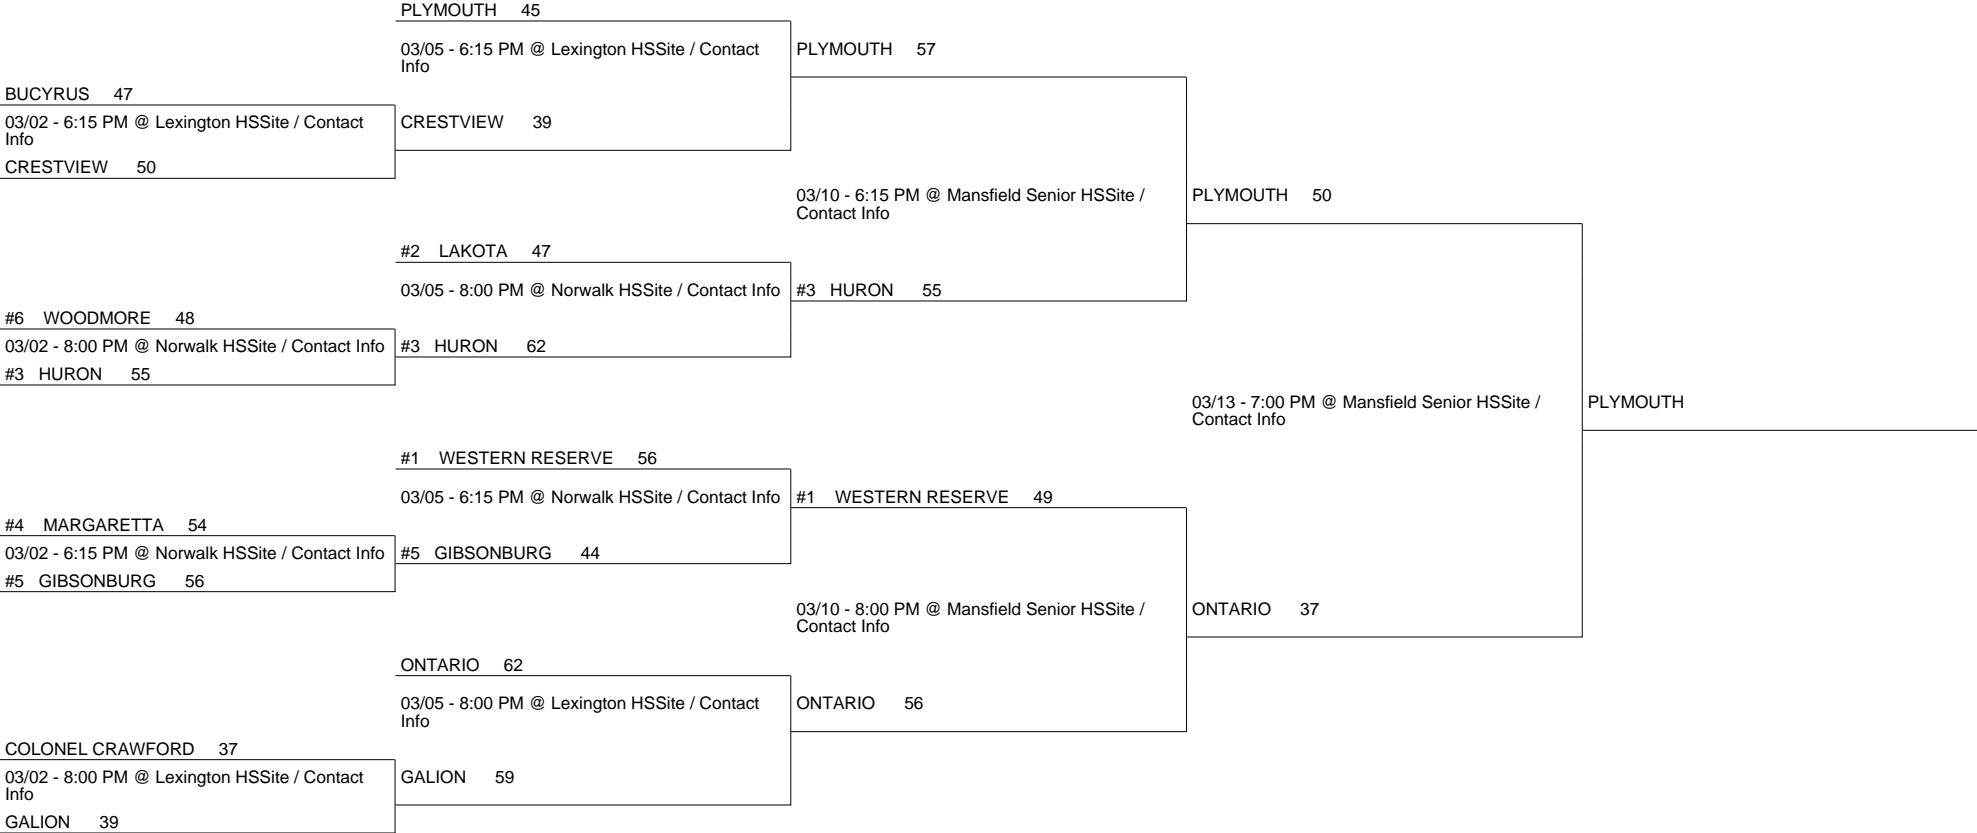 PLYMOUTH 45
03/05 - 6:15 PM @ Lexington HSSite / Contact
Info
PLYMOUTH 57
BUCYRUS 47
03/02 - 6:15 PM @ Lexington HSSite / Contact
Info
CRESTVIEW 39
CRESTVIEW 50
03/10 - 6:15 PM @ Mansfield Senior HSSite /
Contact Info
PLYMOUTH 50
#2 LAKOTA 47
03/05 - 8:00 PM @ Norwalk HSSite / Contact Info
#3 HURON 55
#6 WOODMORE 48
03/02 - 8:00 PM @ Norwalk HSSite / Contact Info
#3 HURON 62
#3 HURON 55
03/13 - 7:00 PM @ Mansfield Senior HSSite /
Contact Info
PLYMOUTH
#1 WESTERN RESERVE 56
03/05 - 6:15 PM @ Norwalk HSSite / Contact Info
#1 WESTERN RESERVE 49
#4 MARGARETTA 54
03/02 - 6:15 PM @ Norwalk HSSite / Contact Info
#5 GIBSONBURG 44
#5 GIBSONBURG 56
03/10 - 8:00 PM @ Mansfield Senior HSSite /
Contact Info
ONTARIO 37
ONTARIO 62
03/05 - 8:00 PM @ Lexington HSSite / Contact
Info
ONTARIO 56
COLONEL CRAWFORD 37
03/02 - 8:00 PM @ Lexington HSSite / Contact
Info
GALION 59
GALION 39